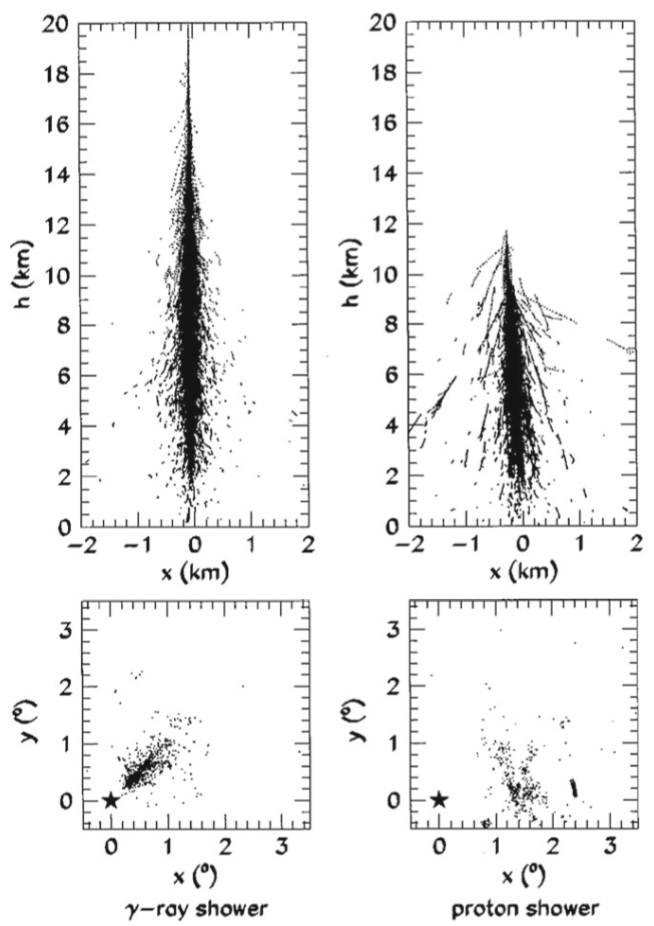 20 20
18 18
16 16
14 14
12 12
h (km) 10 h (km) 10
8 8
6 6
4 4
2 2
0 0
−2 −1 0 1 2 −2 −1 0 1 2
x (km) x (km)
3 3
2 2
y (°) 1 y (°) 1
0 0
0 1 2 3 0 1 2 3
x (°) x (°)
γ−ray shower proton shower